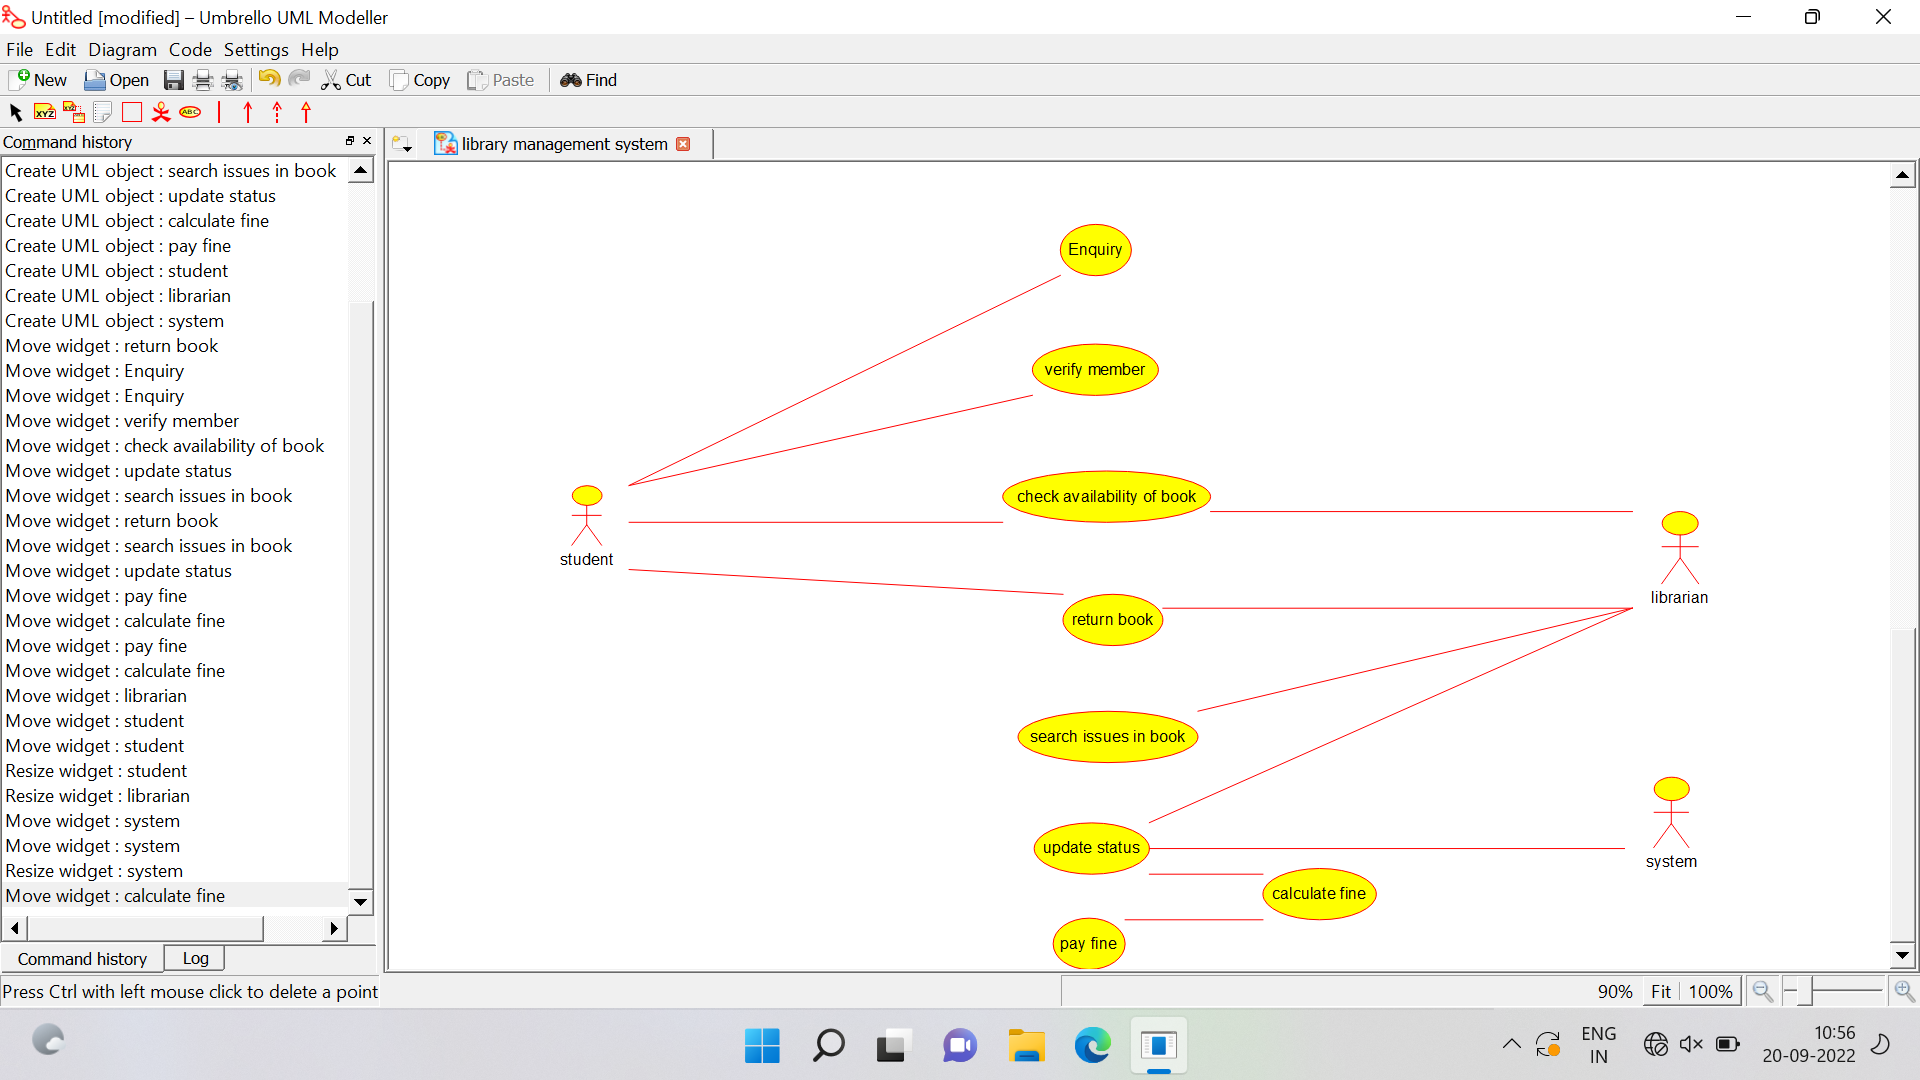 Untitled [modified] – Umbrello UML Modeller
File Edit Diagram Code Settings Help
New Open Cut Copy Paste Find
XYZ XYZ ABC
Command history
library management system
Create UML object : search issues in book
Create UML object : update status
Create UML object : calculate fine
Create UML object : pay fine
Create UML object : student
Create UML object : librarian
Create UML object : system
Move widget : return book
Move widget : Enquiry
Move widget : Enquiry
Move widget : verify member
Move widget : check availability of book
Move widget : update status
Move widget : search issues in book
Move widget : return book
Move widget : search issues in book
Move widget : update status
Move widget : pay fine
Move widget : calculate fine
Move widget : pay fine
Move widget : calculate fine
Move widget : librarian
Move widget : student
Move widget : student
Resize widget : student
Resize widget : librarian
Move widget : system
Move widget : system
Resize widget : system
Move widget : calculate fine
Command history Log
Enquiry
verify member
check availability of book
student
librarian
return book
search issues in book
update status
system
calculate fine
pay fine
Press Ctrl with left mouse click to delete a point
90% Fit 100%
ENG
IN
10:56
20-09-2022